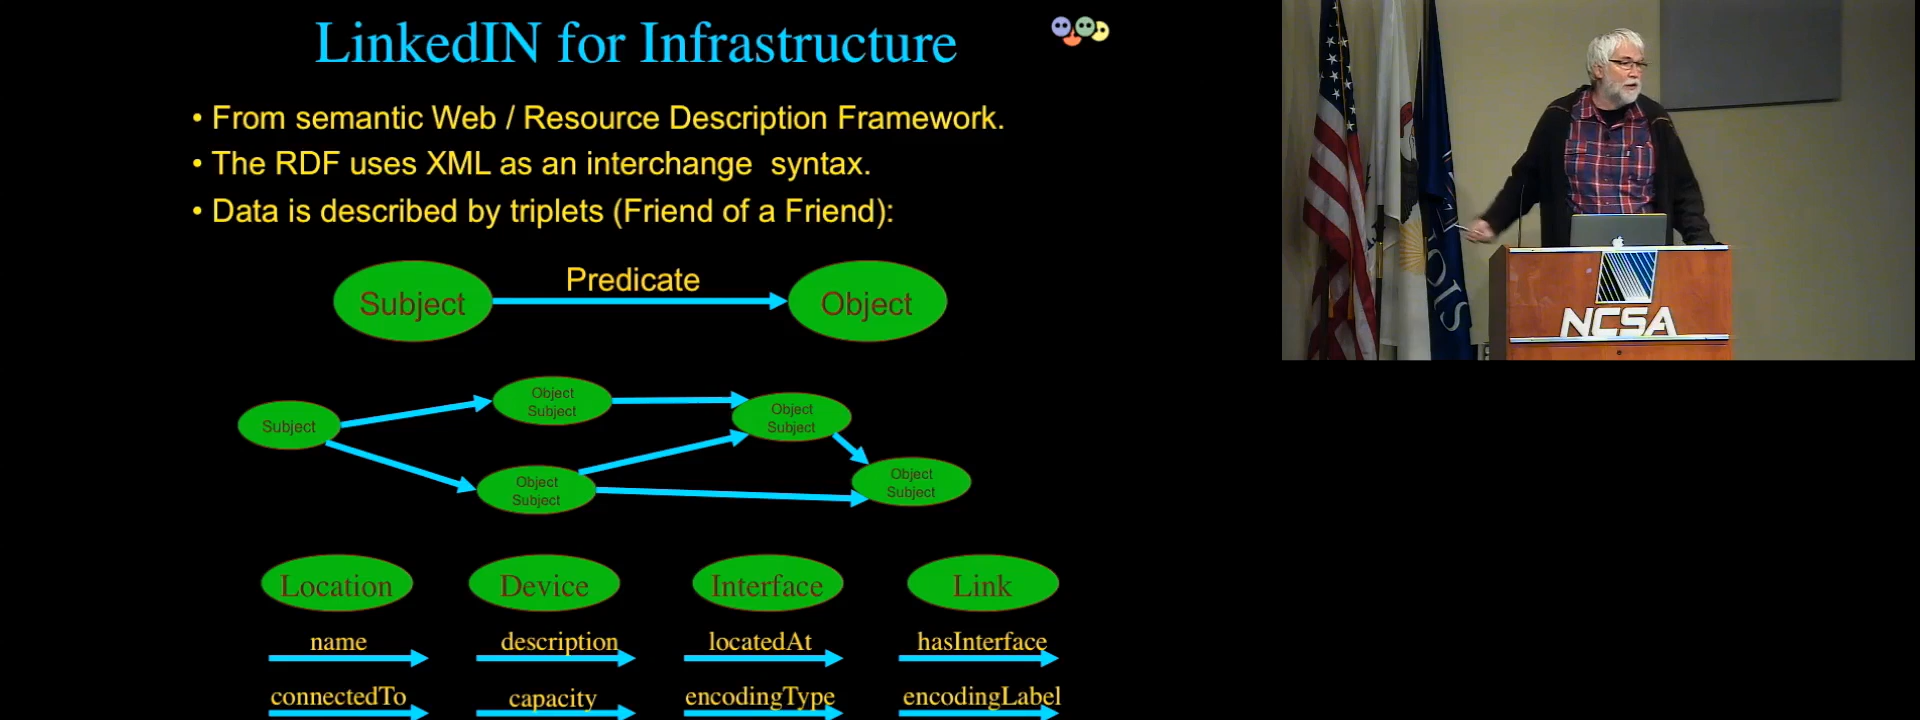 LinkedIN for Infrastructure
• From semantic Web / Resource Description Framework.
• The RDF uses XML as an interchange syntax.
• Data is described by triplets (Friend of a Friend):
Predicate
Subject
Object
Object
Subject
Object
Subject
Subject
Object
Subject
Object
Subject
Location
Device
Interface
Link
name
description
locatedAt
hasInterface
connectedTo
capacity
encodingType
encodingLabel
NCSA